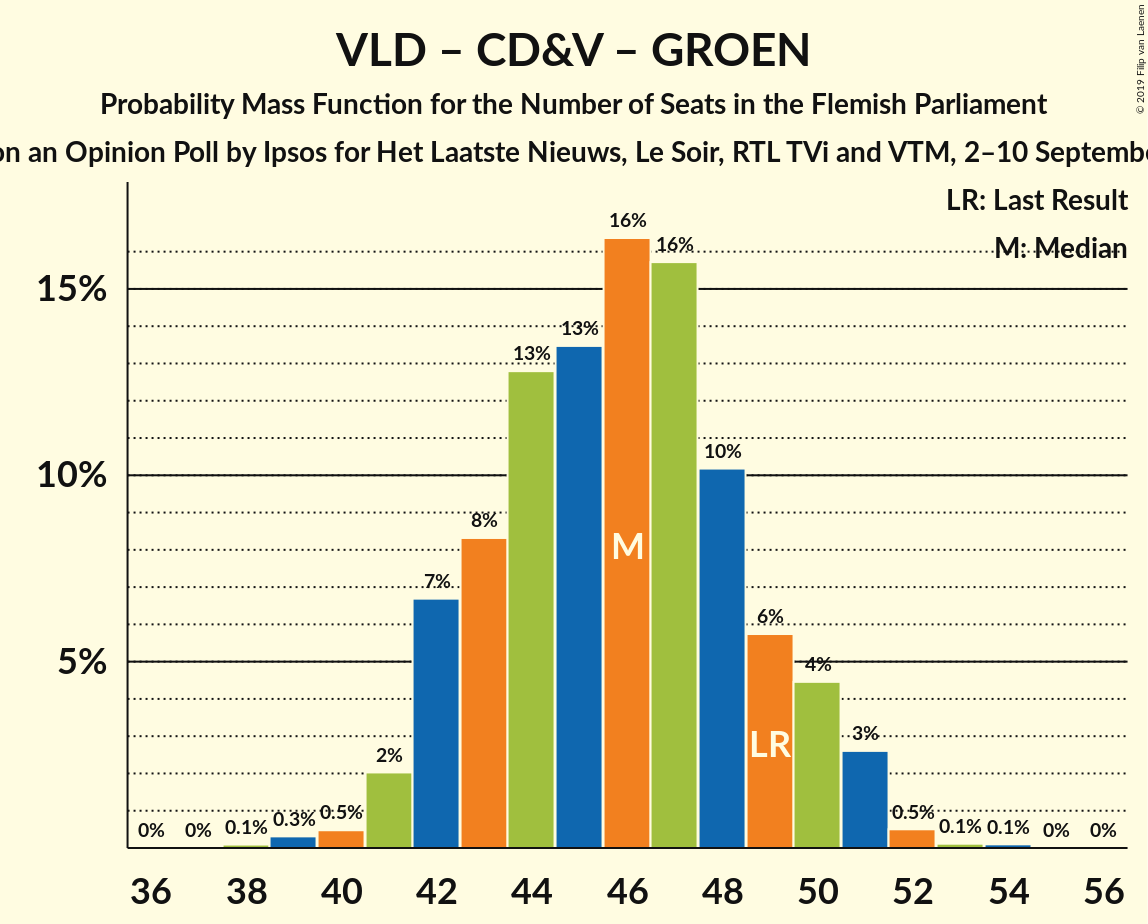 VLD – CD&V – GROEN
Probability Mass Function for the Number of Seats in the Flemish Parliament
on an Opinion Poll by Ipsos for Het Laatste Nieuws, Le Soir, RTL TVi and VTM, 2–10 Septembe
© 2019 Filip van Laenen
LR: Last Result
M: Median
15%
10%
5%
0% 0% 0.1% 0.3% 0.5% 2% 7% 8% 13% 13% 16% 16% 10% 6% 4% 3% 0.5% 0.1% 0.1% 0% 0%
M
LR
36 38 40 42 44 46 48 50 52 54 56